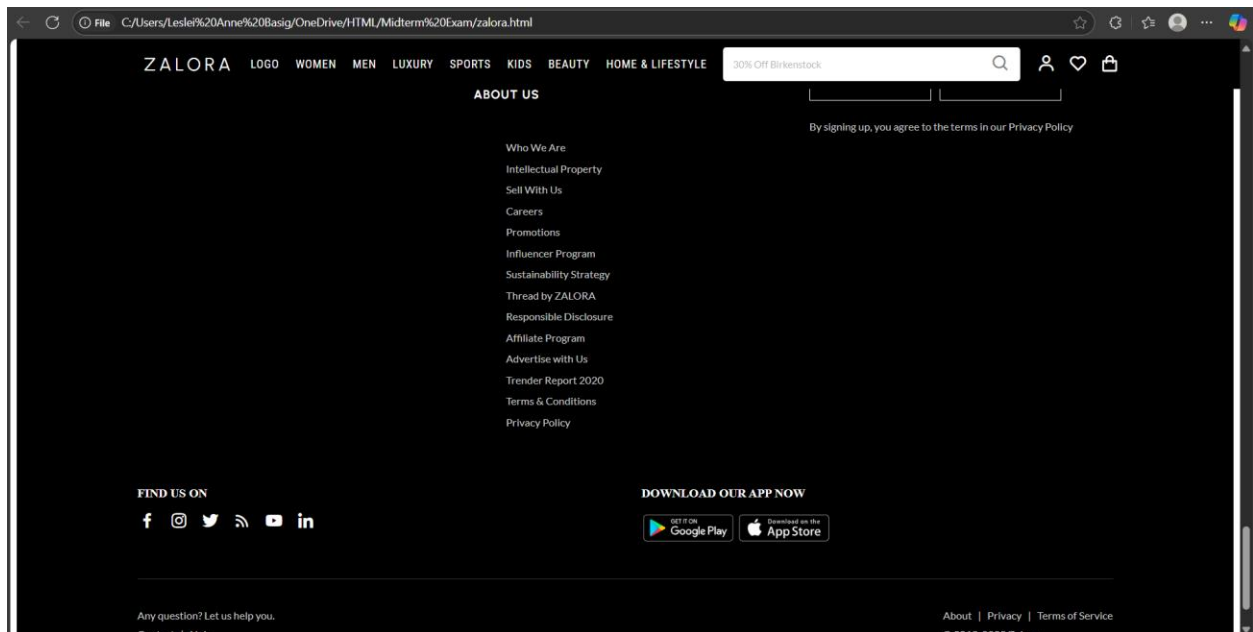 File C:/Users/Leslei%20Anne%20Basig/OneDrive/HTML/Midterm%20Exam/zalora.html
ZALORA LOGO WOMEN MEN LUXURY SPORTS KIDS BEAUTY HOME & LIFESTYLE 30% Off Birkenstock
ABOUT US
By signing up, you agree to the terms in our Privacy Policy
Who We Are
Intellectual Property
Sell With Us
Careers
Promotions
Influencer Program
Sustainability Strategy
Thread by ZALORA
Responsible Disclosure
Affiliate Program
Advertise with Us
Trender Report 2020
Terms & Conditions
Privacy Policy
FIND US ON
DOWNLOAD OUR APP NOW
GET IT ON
Google Play
Download on the
App Store
Any question? Let us help you.
About | Privacy | Terms of Service